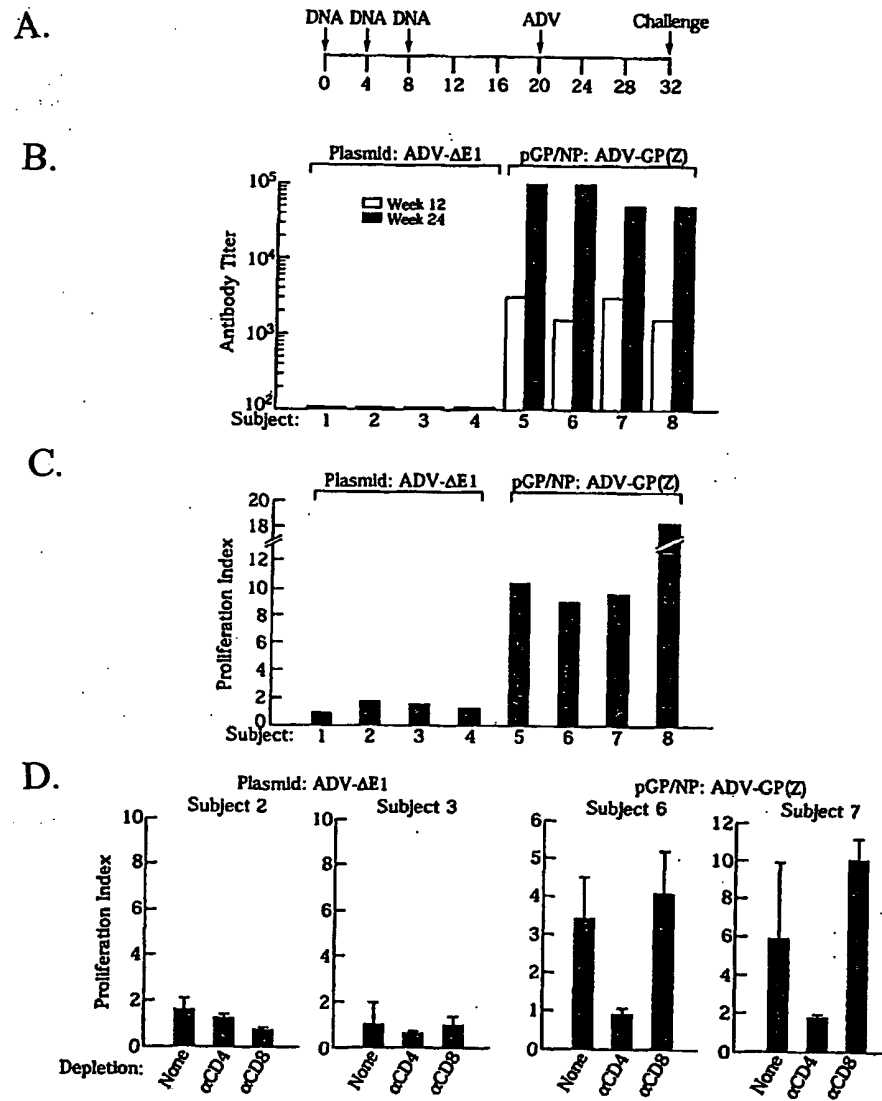 A.
DNA DNA DNA ADV Challenge
0 4 8 12 16 20 24 28 32
B.
Plasmid: ADV-ΔE1 pGP/NP: ADV-GP(Z)
Antibody Titer
10⁵
10⁴
10³
10²
Week 12
Week 24
Subject: 1 2 3 4 5 6 7 8
C.
Plasmid: ADV-ΔE1 pGP/NP: ADV-GP(Z)
Proliferation Index
20
18
12
10
8
6
4
2
0
Subject: 1 2 3 4 5 6 7 8
D.
Plasmid: ADV-ΔE1 pGP/NP: ADV-GP(Z)
Subject 2 Subject 3 Subject 6 Subject 7
Proliferation Index
10
8
6
4
2
0
10
8
6
4
2
0
6
5
4
3
2
1
0
12
10
8
6
4
2
0
Depletion: None αCD4 αCD8 None αCD4 αCD8 None αCD4 αCD8 None αCD4 αCD8